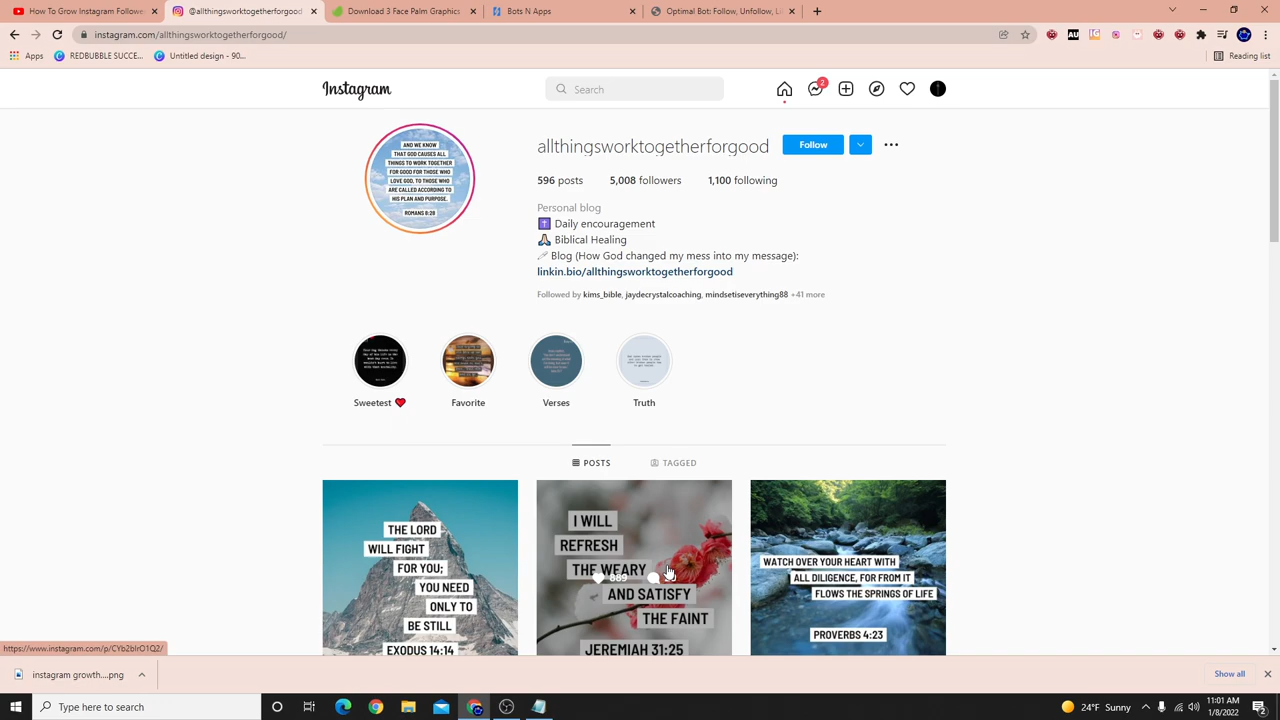 How To Grow Instagram Followe
@allthingsworktogetherforgood
Download 3 Face Palm Graphics
Bots N Apps
Optimal Bot: Follow, Unfollow, Li
instagram.com/allthingsworktogetherforgood/
Apps
REDBUBBLE SUCCE...
Untitled design - 90...
Reading list
Instagram
Search
2
allthingsworktogetherforgood
Follow
596 posts
5,008 followers
1,100 following
Personal blog
Daily encouragement
Biblical Healing
Blog (How God changed my mess into my message):
linkin.bio/allthingsworktogetherforgood
Followed by kims_bible, jaydecrystalcoaching, mindsetiseverything88 +41 more
AND WE KNOW
THAT GOD CAUSES ALL
THINGS TO WORK TOGETHER
FOR GOOD FOR THOSE WHO
LOVE GOD, TO THOSE WHO
ARE CALLED ACCORDING TO
HIS PLAN AND PURPOSE.
ROMANS 8:28
Sweetest
Favorite
Verses
Truth
POSTS
TAGGED
THE LORD
WILL FIGHT
FOR YOU;
YOU NEED
ONLY TO
BE STILL
EXODUS 14:14
I WILL
REFRESH
THE WEARY
889
AND SATISFY
THE FAINT
JEREMIAH 31:25
WATCH OVER YOUR HEART WITH
ALL DILIGENCE, FOR FROM IT
FLOWS THE SPRINGS OF LIFE
PROVERBS 4:23
instagram growth....png
Show all
Type here to search
24°F Sunny
11:01 AM
1/8/2022
2